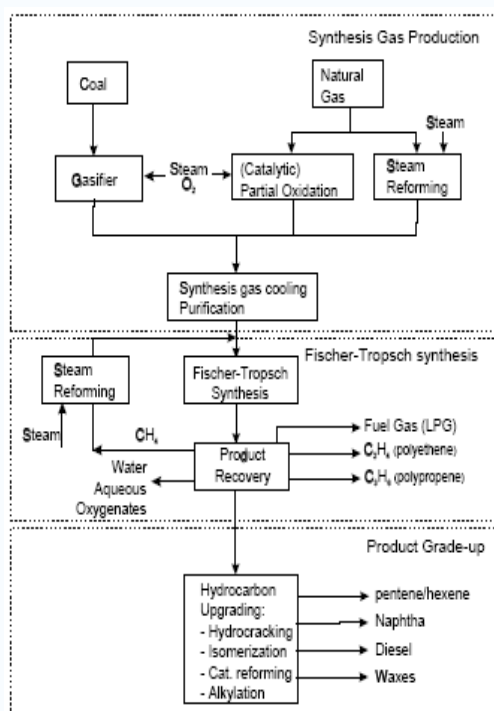 Synthesis Gas Production
Coal
Natural
Gas
Steam
Gasifier
Steam
O₂
(Catalytic)
Partial Oxidation
Steam
Reforming
Synthesis gas cooling
Purification
Fischer-Tropsch synthesis
Steam
Reforming
Fischer-Tropsch
Synthesis
Steam
CH₄
Product
Recovery
Fuel Gas (LPG)
C₂H₄ (polyethene)
C₃H₆ (polypropene)
Water
Aqueous
Oxygenates
Product Grade-up
Hydrocarbon
Upgrading:
- Hydrocracking
- Isomerization
- Cat. reforming
- Alkylation
pentene/hexene
Naphtha
Diesel
Waxes